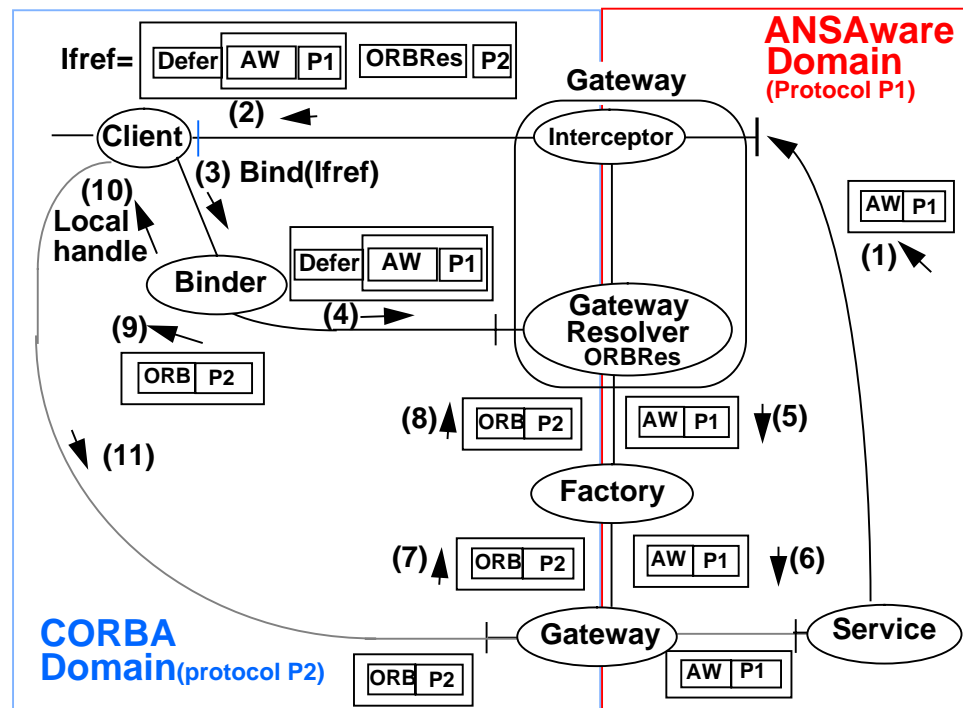 Ifref=
Defer AW P1 ORBRes P2
ANSAware
Domain
(Protocol P1)
Gateway
(2)
Client
Interceptor
(3) Bind(Ifref)
(10)
Local
handle
AW P1
(1)
Defer AW P1
Binder
(4)
Gateway
Resolver
ORBRes
(9)
ORB P2
(8)
ORB P2
AW P1
(5)
(11)
Factory
(7)
ORB P2
AW P1
(6)
CORBA
Domain(protocol P2)
Gateway
Service
ORB P2
AW P1